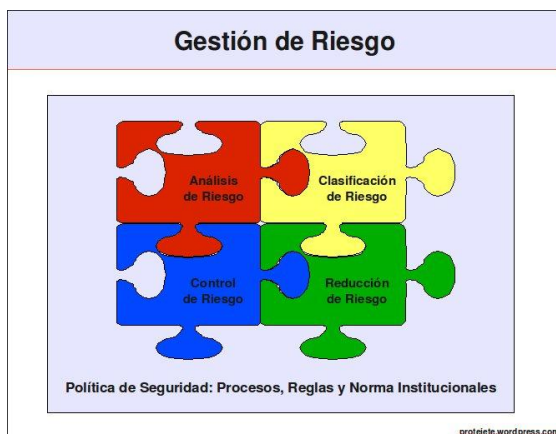 Gestión de Riesgo
Análisis
de Riesgo
Clasificación
de Riesgo
Control
de Riesgo
Reducción
de Riesgo
Política de Seguridad: Procesos, Reglas y Norma Institucionales
protejete.wordpress.com